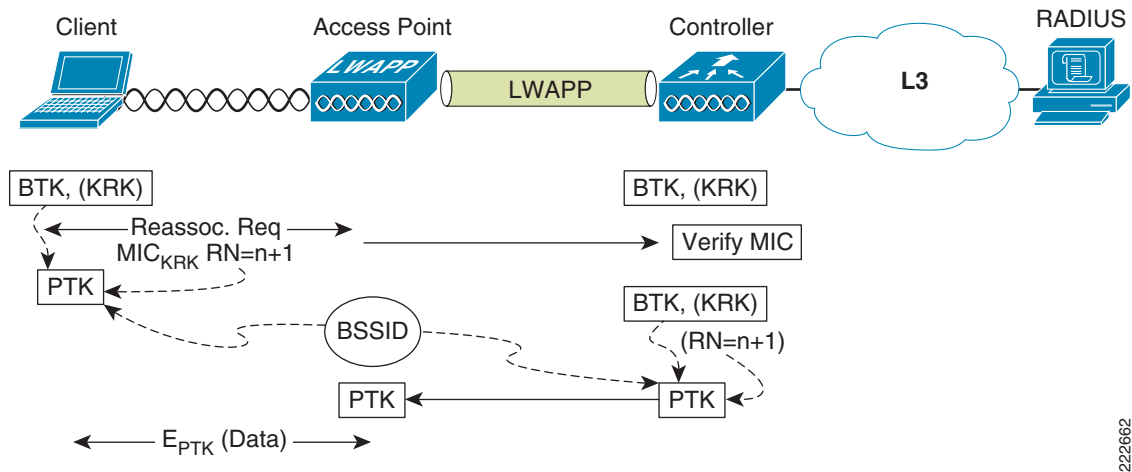 Client
Access Point
Controller
RADIUS
LWAPP
LWAPP
L3
BTK, (KRK)
BTK, (KRK)
Reassoc. Req
MICKRK RN=n+1
Verify MIC
PTK
BTK, (KRK)
BSSID
(RN=n+1)
PTK
PTK
EPTK (Data)
222662